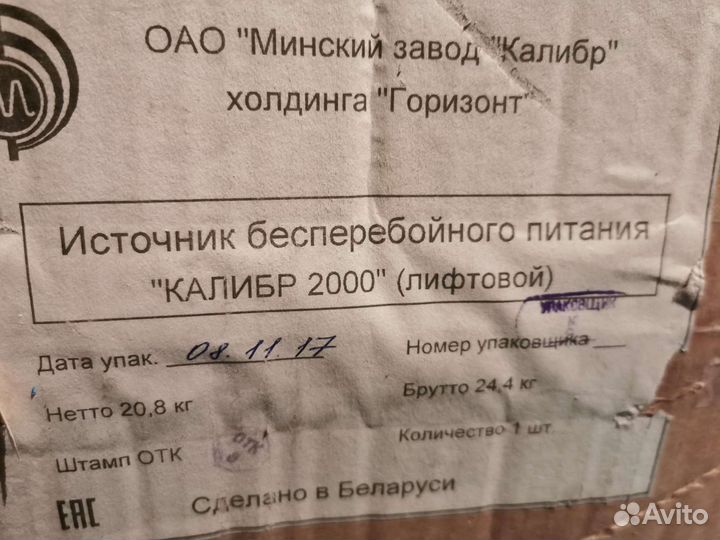 ОАО "Минский завод "Калибр"
холдинга "Горизонт"
Источник бесперебойного питания
"КАЛИБР 2000" (лифтовой)
УПАКОВЩИК
Дата упак. 08.11.17
Номер упаковщика
Нетто 20,8 кг
Брутто 24,4 кг
Штамп ОТК
ОТК
Количество 1 шт.
ЕАС
Сделано в Беларуси
Avito